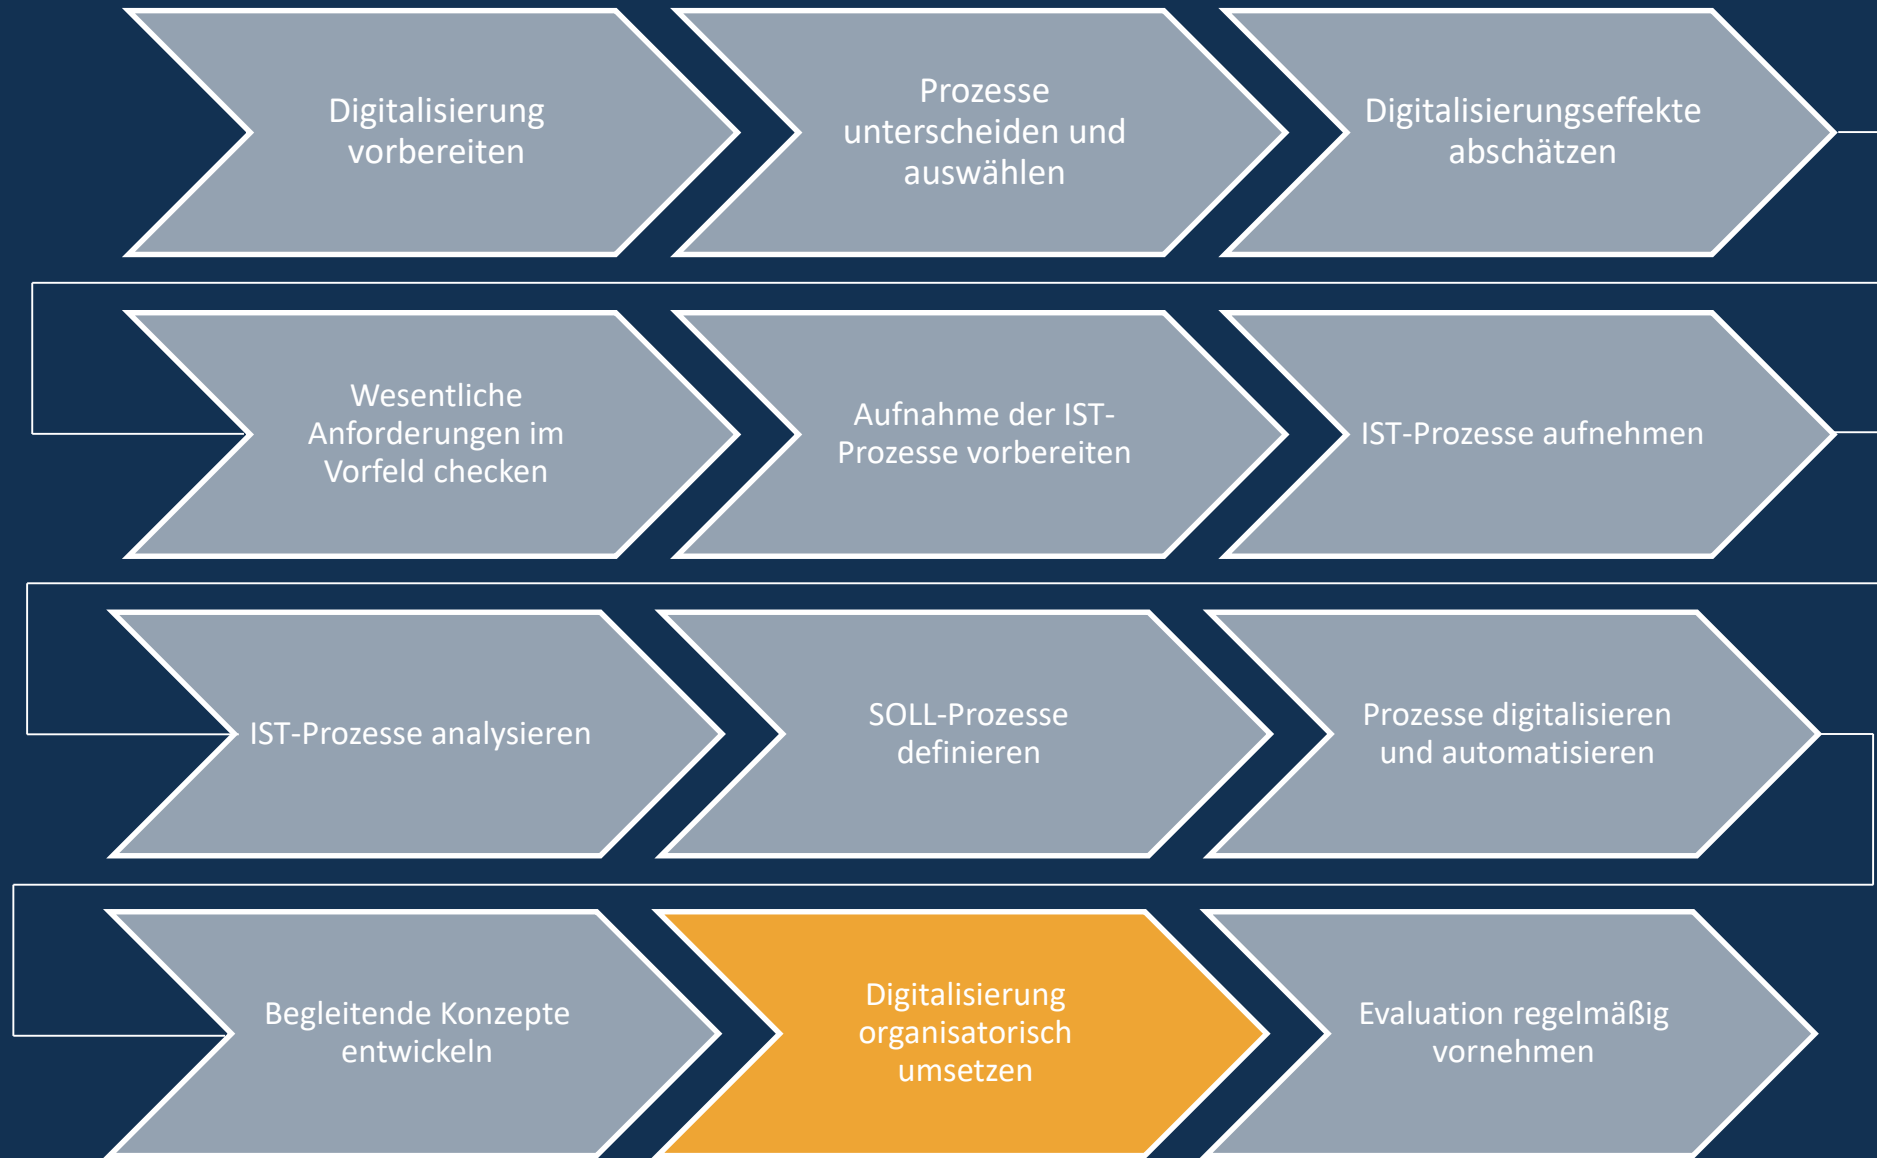 Digitalisierung
vorbereiten
Prozesse
unterscheiden und
auswählen
Digitalisierungseffekte
abschätzen
Wesentliche
Anforderungen im
Vorfeld checken
Aufnahme der IST-
Prozesse vorbereiten
IST-Prozesse aufnehmen
IST-Prozesse analysieren
SOLL-Prozesse
definieren
Prozesse digitalisieren
und automatisieren
Begleitende Konzepte
entwickeln
Digitalisierung
organisatorisch
umsetzen
Evaluation regelmäßig
vornehmen